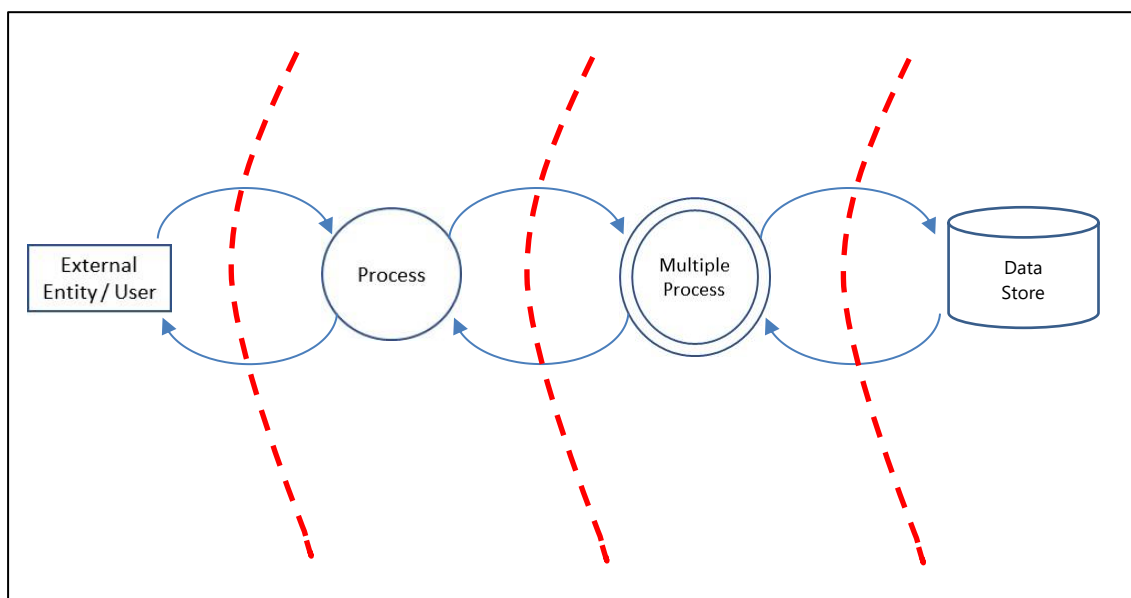 External
Entity / User
Process
Multiple
Process
Data
Store